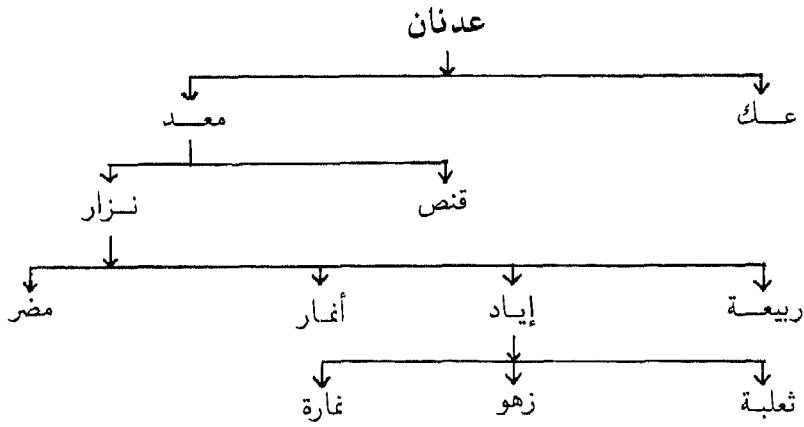 عدنان
عك معد
قنص نزار
ربيعة إياد أنمار مضر
ثعلبة زهو نمارة